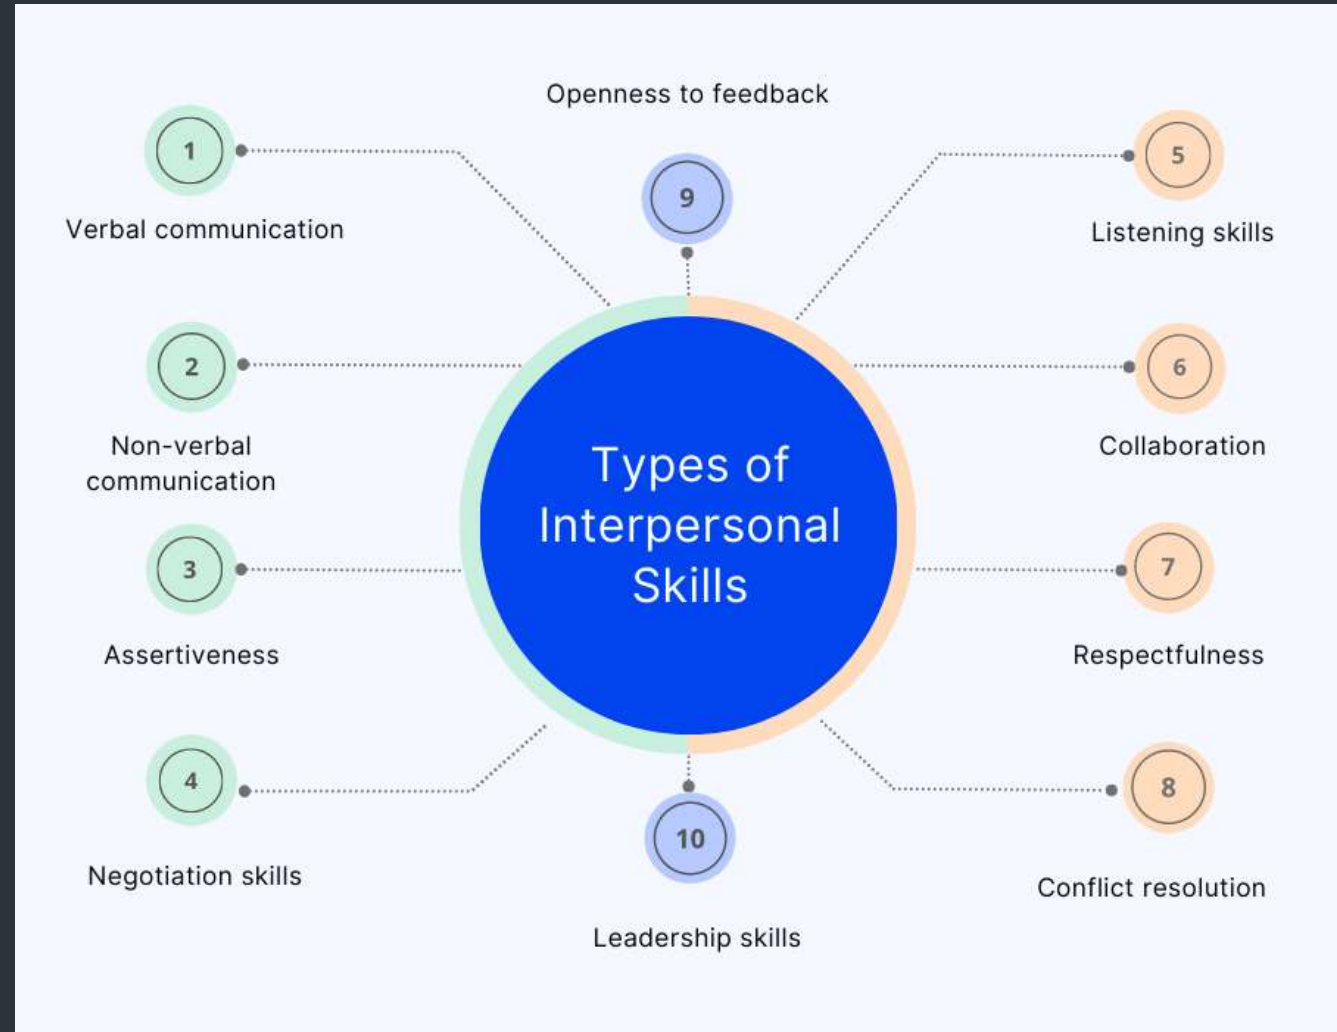 1
Verbal communication
2
Non-verbal
communication
3
Assertiveness
4
Negotiation skills
Openness to feedback
9
Types of
Interpersonal
Skills
10
Leadership skills
5
Listening skills
6
Collaboration
7
Respectfulness
8
Conflict resolution